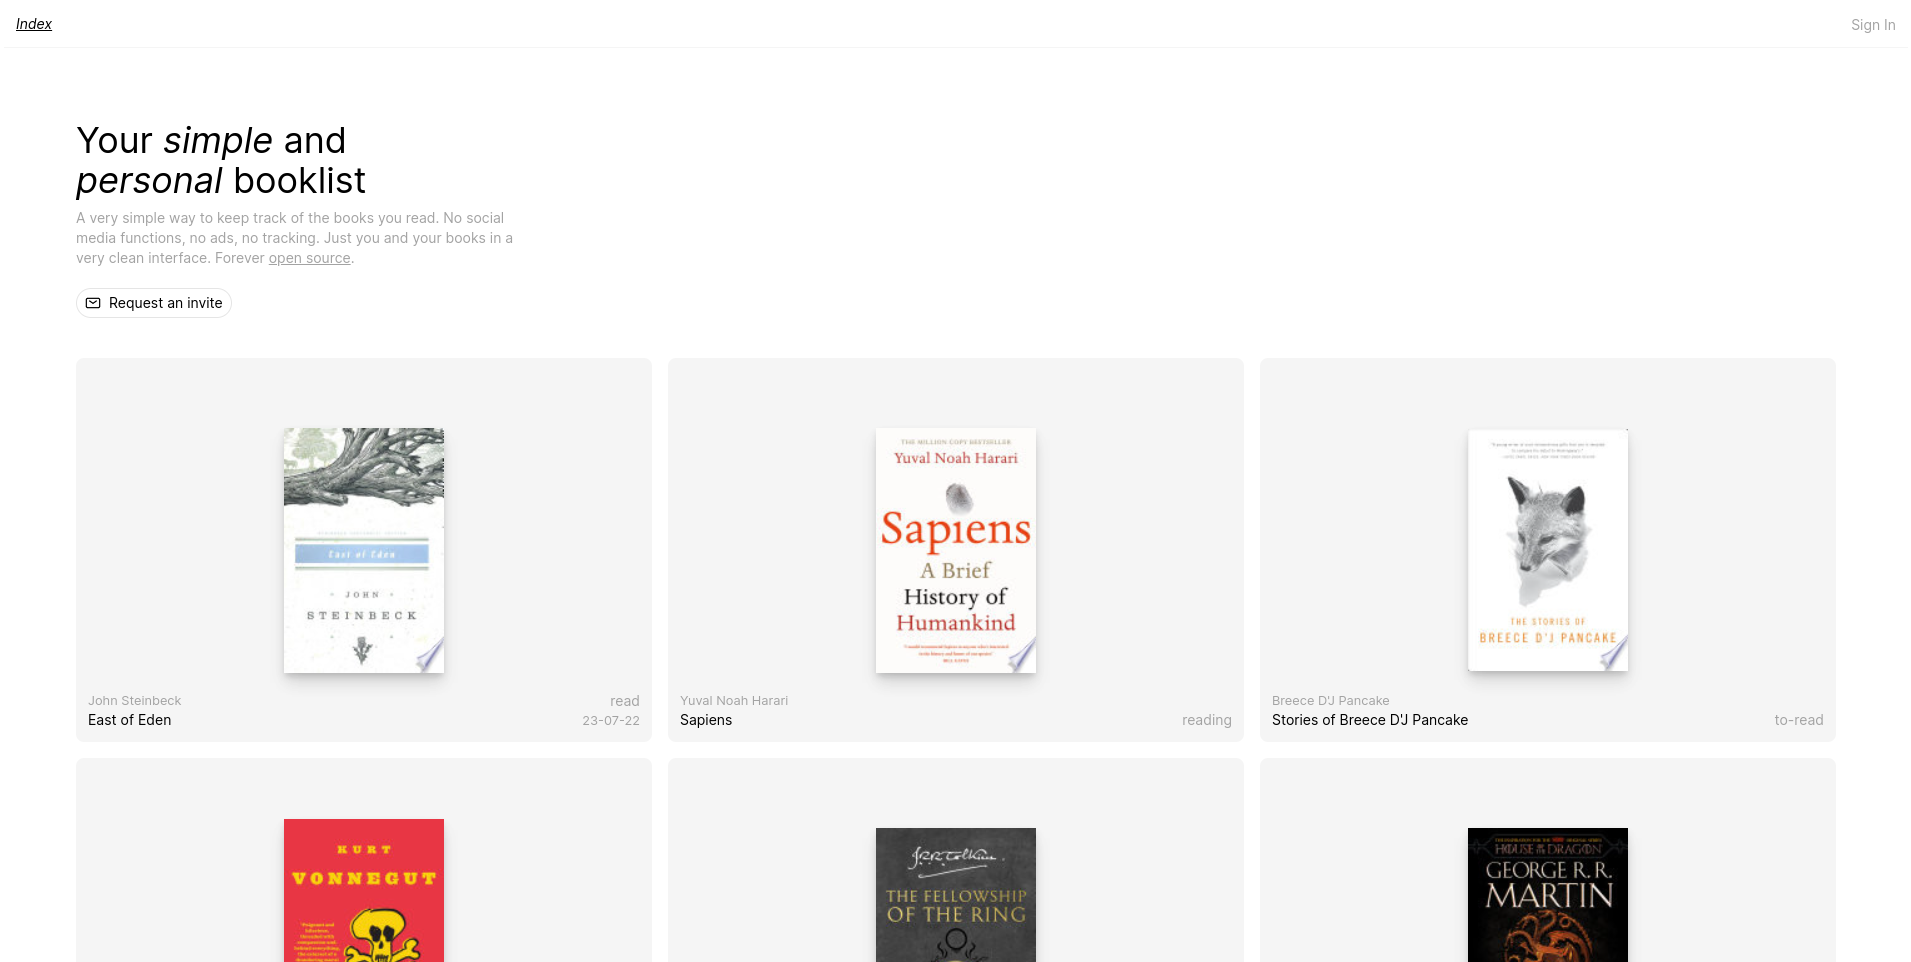 Index
Sign In
Your simple and
personal booklist
A very simple way to keep track of the books you read. No social
media functions, no ads, no tracking. Just you and your books in a
very clean interface. Forever open source.
Request an invite
East of Eden
JOHN
STEINBECK
John Steinbeck
read
East of Eden
23-07-22
THE MILLION COPY BESTSELLER
Yuval Noah Harari
Sapiens
A Brief
History of
Humankind
Yuval Noah Harari
Sapiens
reading
THE STORIES OF
BREECE D'J PANCAKE
Breece D'J Pancake
Stories of Breece D'J Pancake
to-read
KURT
VONNEGUT
THE FELLOWSHIP
OF THE RING
HOUSE OF THE DRAGON
GEORGE R. R.
MARTIN